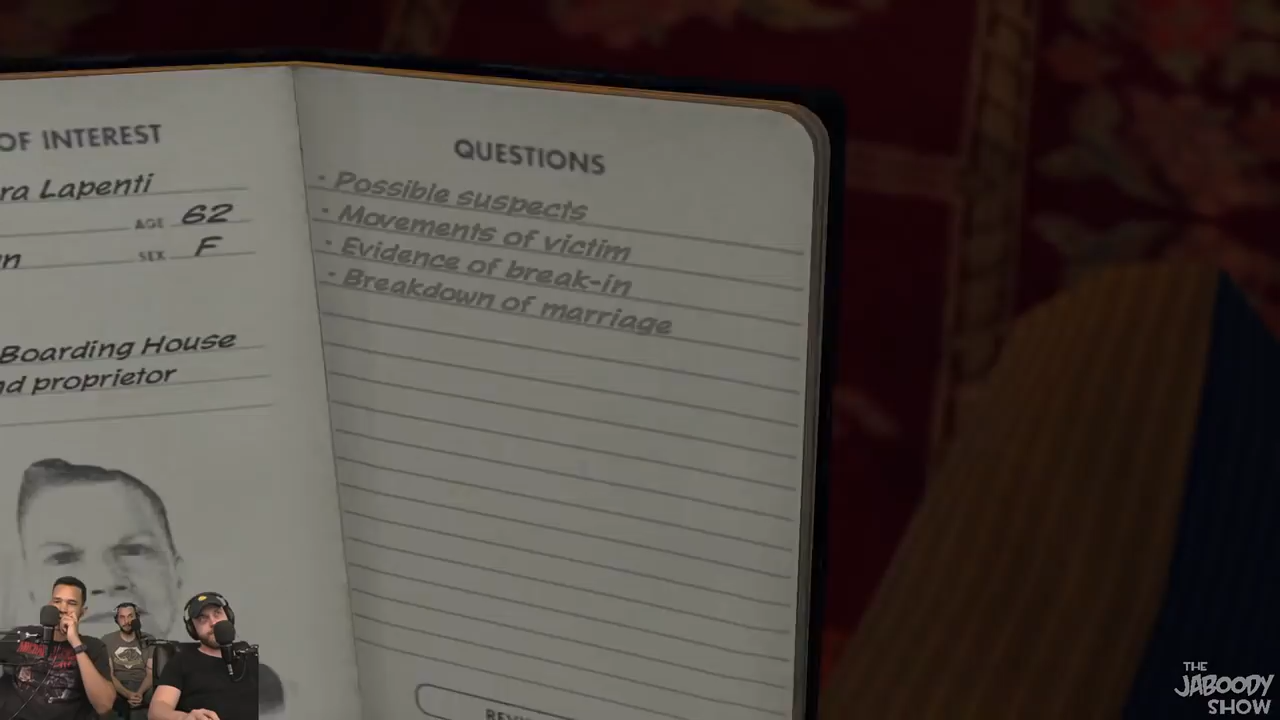 OF INTEREST
ra Lapenti
AGE 62
n
SEX F
Boarding House
nd proprietor
QUESTIONS
· Possible suspects
· Movements of victim
· Evidence of break-in
· Breakdown of marriage
THE
JABOODY
SHOW